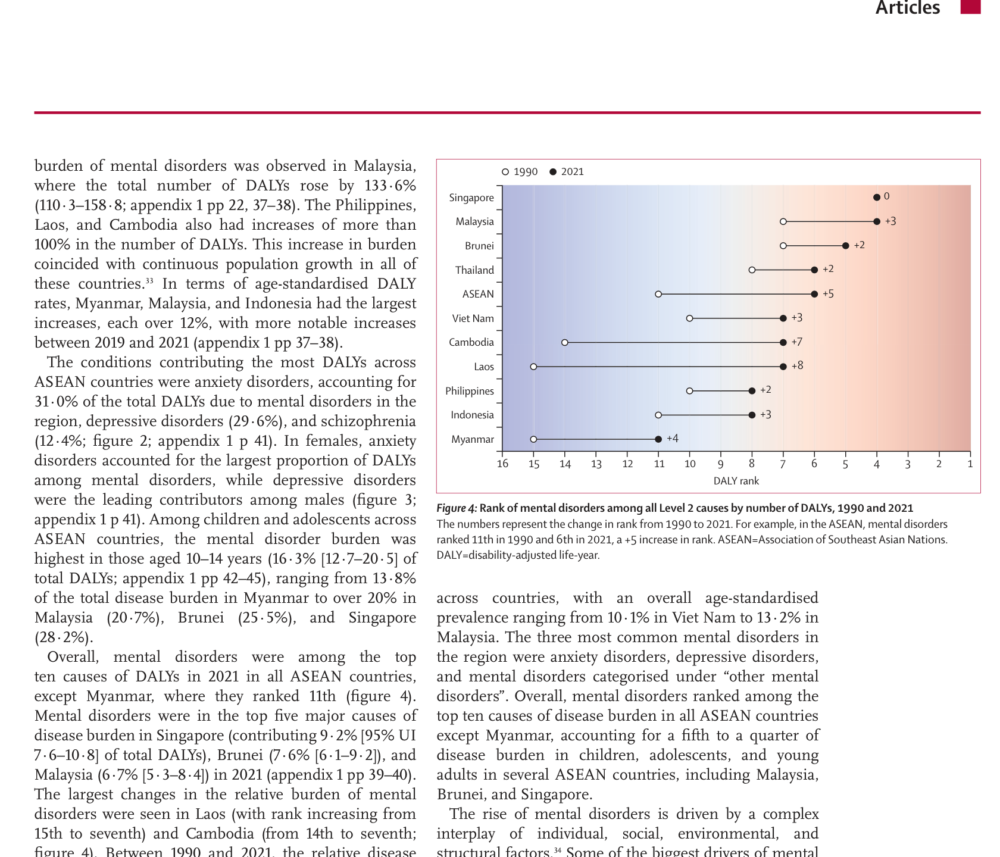 Articles
burden of mental disorders was observed in Malaysia,
where the total number of DALYs rose by 133·6%
(110·3–158·8; appendix 1 pp 22, 37–38). The Philippines,
Laos, and Cambodia also had increases of more than
100% in the number of DALYs. This increase in burden
coincided with continuous population growth in all of
these countries.³³ In terms of age-standardised DALY
rates, Myanmar, Malaysia, and Indonesia had the largest
increases, each over 12%, with more notable increases
between 2019 and 2021 (appendix 1 pp 37–38).
The conditions contributing the most DALYs across
ASEAN countries were anxiety disorders, accounting for
31·0% of the total DALYs due to mental disorders in the
region, depressive disorders (29·6%), and schizophrenia
(12·4%; figure 2; appendix 1 p 41). In females, anxiety
disorders accounted for the largest proportion of DALYs
among mental disorders, while depressive disorders
were the leading contributors among males (figure 3;
appendix 1 p 41). Among children and adolescents across
ASEAN countries, the mental disorder burden was
highest in those aged 10–14 years (16·3% [12·7–20·5] of
total DALYs; appendix 1 pp 42–45), ranging from 13·8%
of the total disease burden in Myanmar to over 20% in
Malaysia (20·7%), Brunei (25·5%), and Singapore
(28·2%).
Overall, mental disorders were among the top
ten causes of DALYs in 2021 in all ASEAN countries,
except Myanmar, where they ranked 11th (figure 4).
Mental disorders were in the top five major causes of
disease burden in Singapore (contributing 9·2% [95% UI
7·6–10·8] of total DALYs), Brunei (7·6% [6·1–9·2]), and
Malaysia (6·7% [5·3–8·4]) in 2021 (appendix 1 pp 39–40).
The largest changes in the relative burden of mental
disorders were seen in Laos (with rank increasing from
15th to seventh) and Cambodia (from 14th to seventh;
figure 4). Between 1990 and 2021, the relative disease
1990 2021
Singapore 0
Malaysia +3
Brunei +2
Thailand +2
ASEAN +5
Viet Nam +3
Cambodia +7
Laos +8
Philippines +2
Indonesia +3
Myanmar +4
16 15 14 13 12 11 10 9 8 7 6 5 4 3 2 1
DALY rank
Figure 4: Rank of mental disorders among all Level 2 causes by number of DALYs, 1990 and 2021
The numbers represent the change in rank from 1990 to 2021. For example, in the ASEAN, mental disorders
ranked 11th in 1990 and 6th in 2021, a +5 increase in rank. ASEAN=Association of Southeast Asian Nations.
DALY=disability-adjusted life-year.
across countries, with an overall age-standardised
prevalence ranging from 10·1% in Viet Nam to 13·2% in
Malaysia. The three most common mental disorders in
the region were anxiety disorders, depressive disorders,
and mental disorders categorised under “other mental
disorders”. Overall, mental disorders ranked among the
top ten causes of disease burden in all ASEAN countries
except Myanmar, accounting for a fifth to a quarter of
disease burden in children, adolescents, and young
adults in several ASEAN countries, including Malaysia,
Brunei, and Singapore.
The rise of mental disorders is driven by a complex
interplay of individual, social, environmental, and
structural factors.³⁴ Some of the biggest drivers of mental